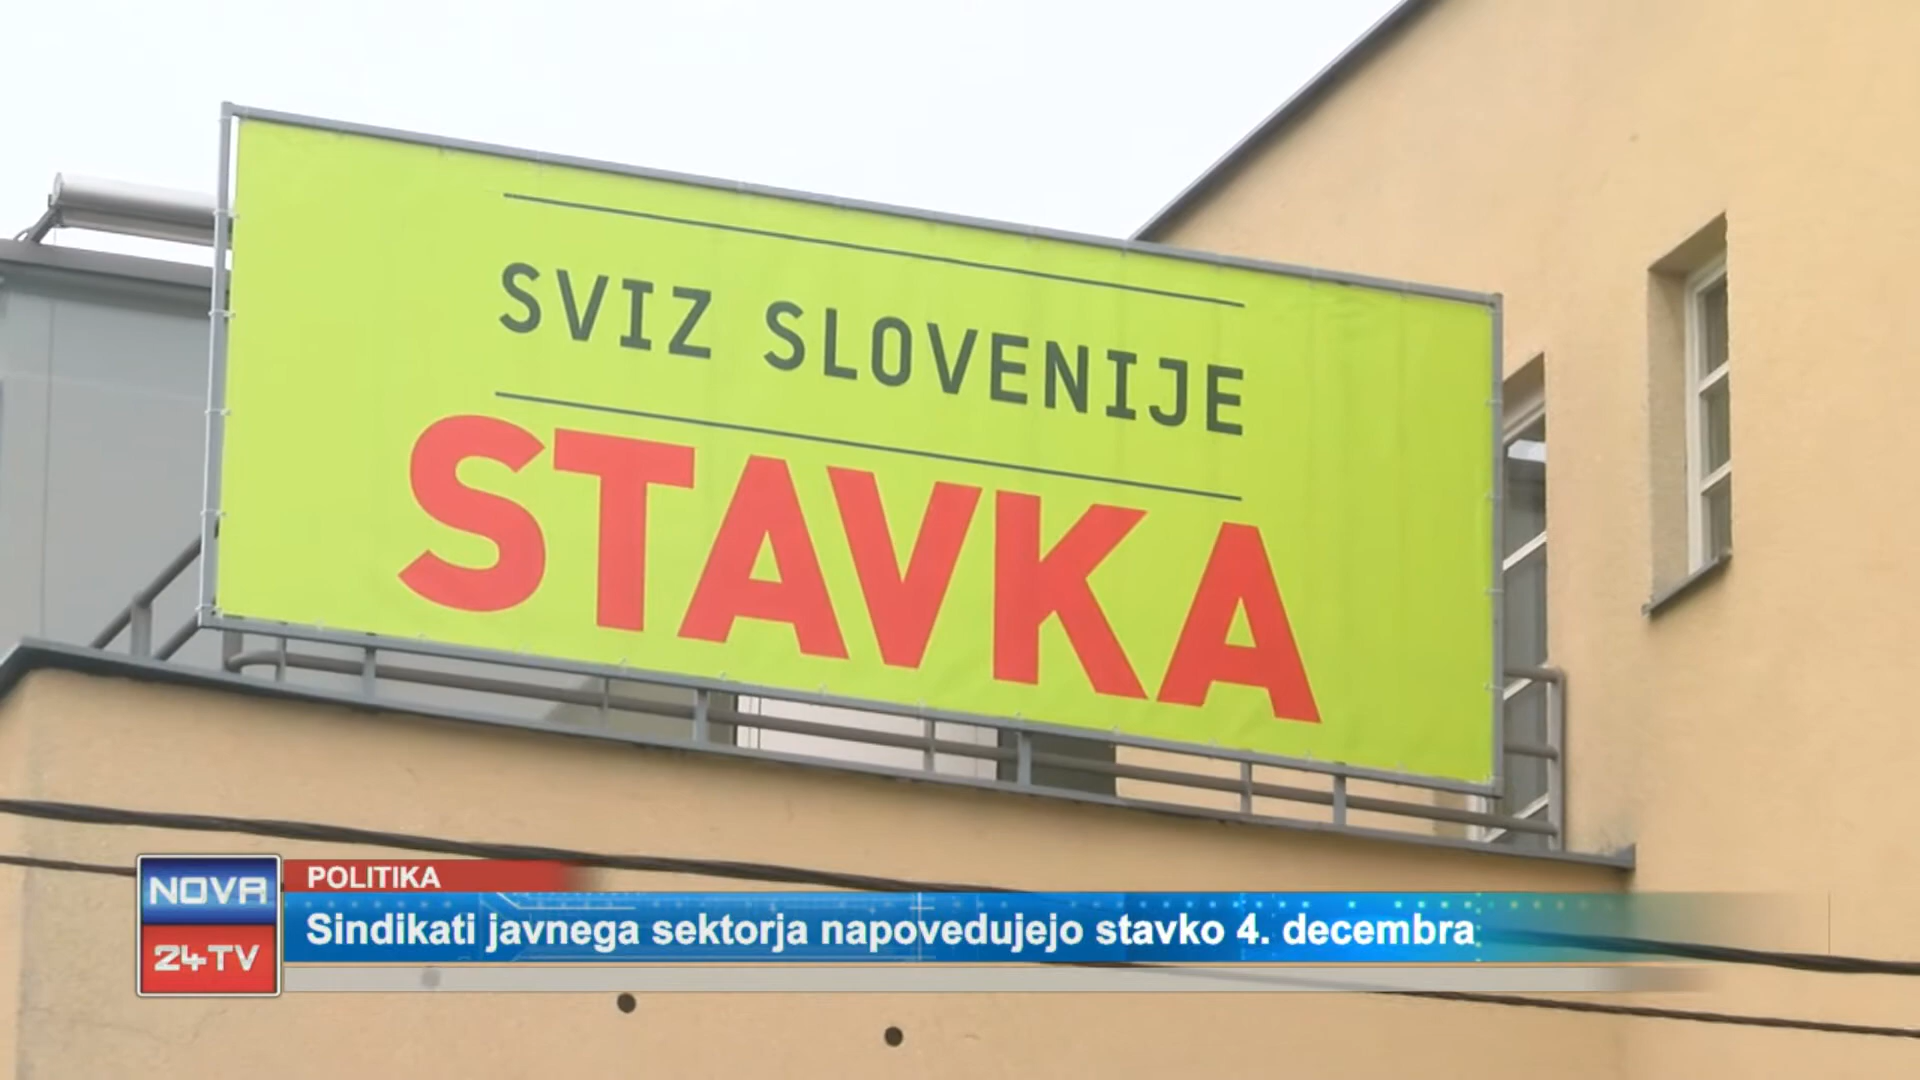 SVIZ SLOVENIJE
STAVKA
NOVA
24TV
POLITIKA
Sindikati javnega sektorja napovedujejo stavko 4. decembra